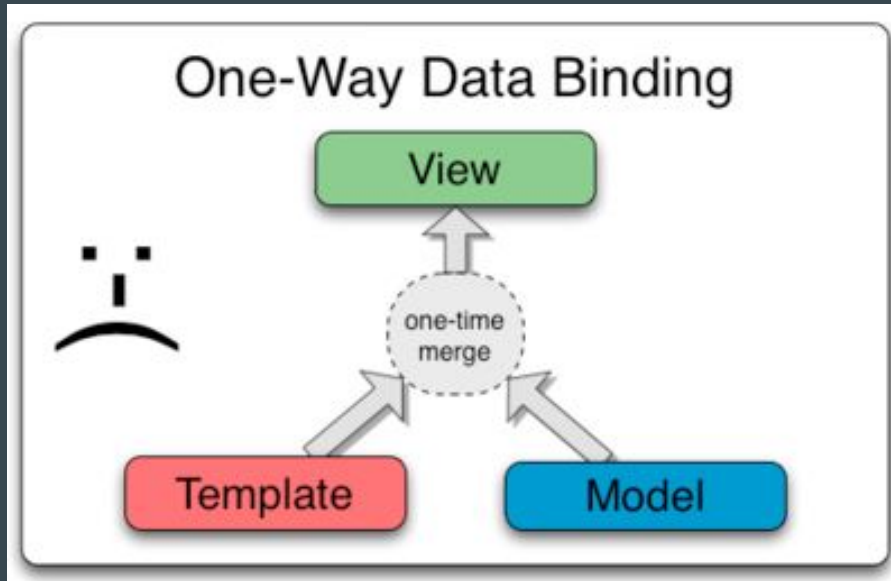 One-Way Data Binding
View
one-time
merge
Template
Model